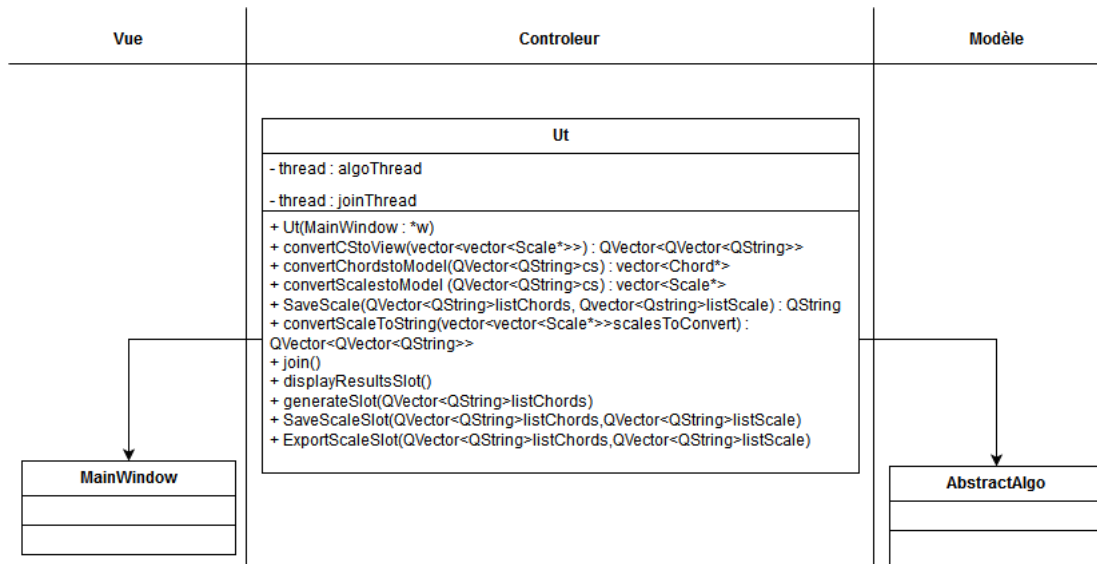 Vue
Controleur
Modèle
Ut
- thread : algoThread
- thread : joinThread
+ Ut(MainWindow : *w)
+ convertCStoView(vector<vector<Scale*>>) : QVector<QVector<QString>>
+ convertChordstoModel(QVector<QString>cs) : vector<Chord*>
+ convertScalestoModel (QVector<QString>cs) : vector<Scale*>
+ SaveScale(QVector<QString>listChords, Qvector<Qstring>listScale) : QString
+ convertScaleToString(vector<vector<Scale*>>scalesToConvert) :
QVector<QVector<QString>>
+ join()
+ displayResultsSlot()
+ generateSlot(QVector<QString>listChords)
+ SaveScaleSlot(QVector<QString>listChords,QVector<QString>listScale)
+ ExportScaleSlot(QVector<QString>listChords,QVector<QString>listScale)
MainWindow
AbstractAlgo